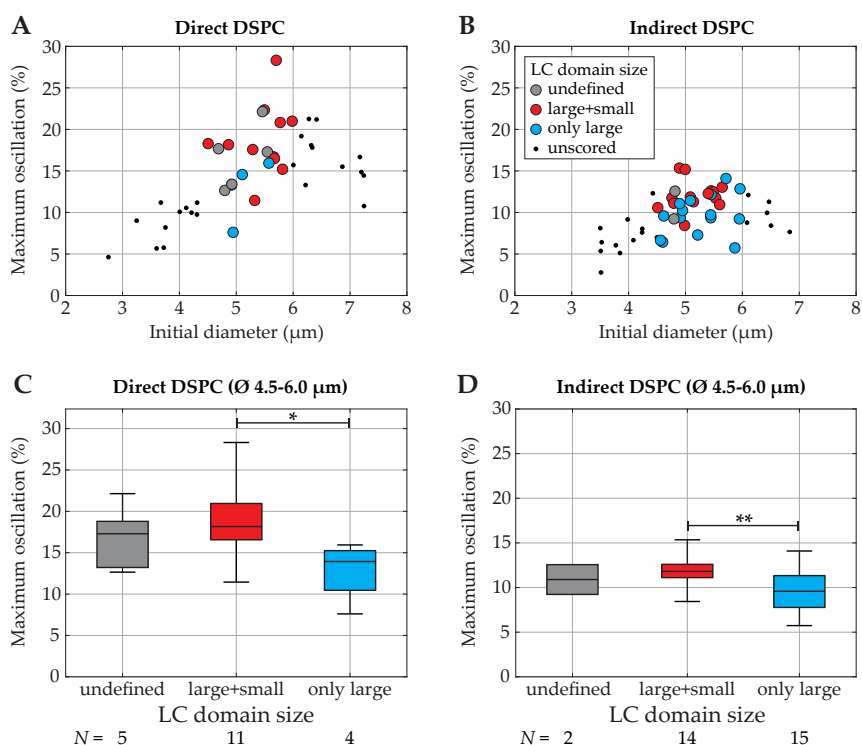 A
Direct DSPC
Maximum oscillation (%)
30
25
20
15
10
5
0
2 3 4 5 6 7 8
Initial diameter (μm)
B
Indirect DSPC
Maximum oscillation (%)
30
25
20
15
10
5
0
LC domain size
undefined
large+small
only large
unscored
2 3 4 5 6 7 8
Initial diameter (μm)
C
Direct DSPC (Ø 4.5-6.0 μm)
Maximum oscillation (%)
30
25
20
15
10
5
0
*
undefined large+small only large
LC domain size
N = 5 11 4
D
Indirect DSPC (Ø 4.5-6.0 μm)
Maximum oscillation (%)
30
25
20
15
10
5
0
**
undefined large+small only large
LC domain size
N = 2 14 15